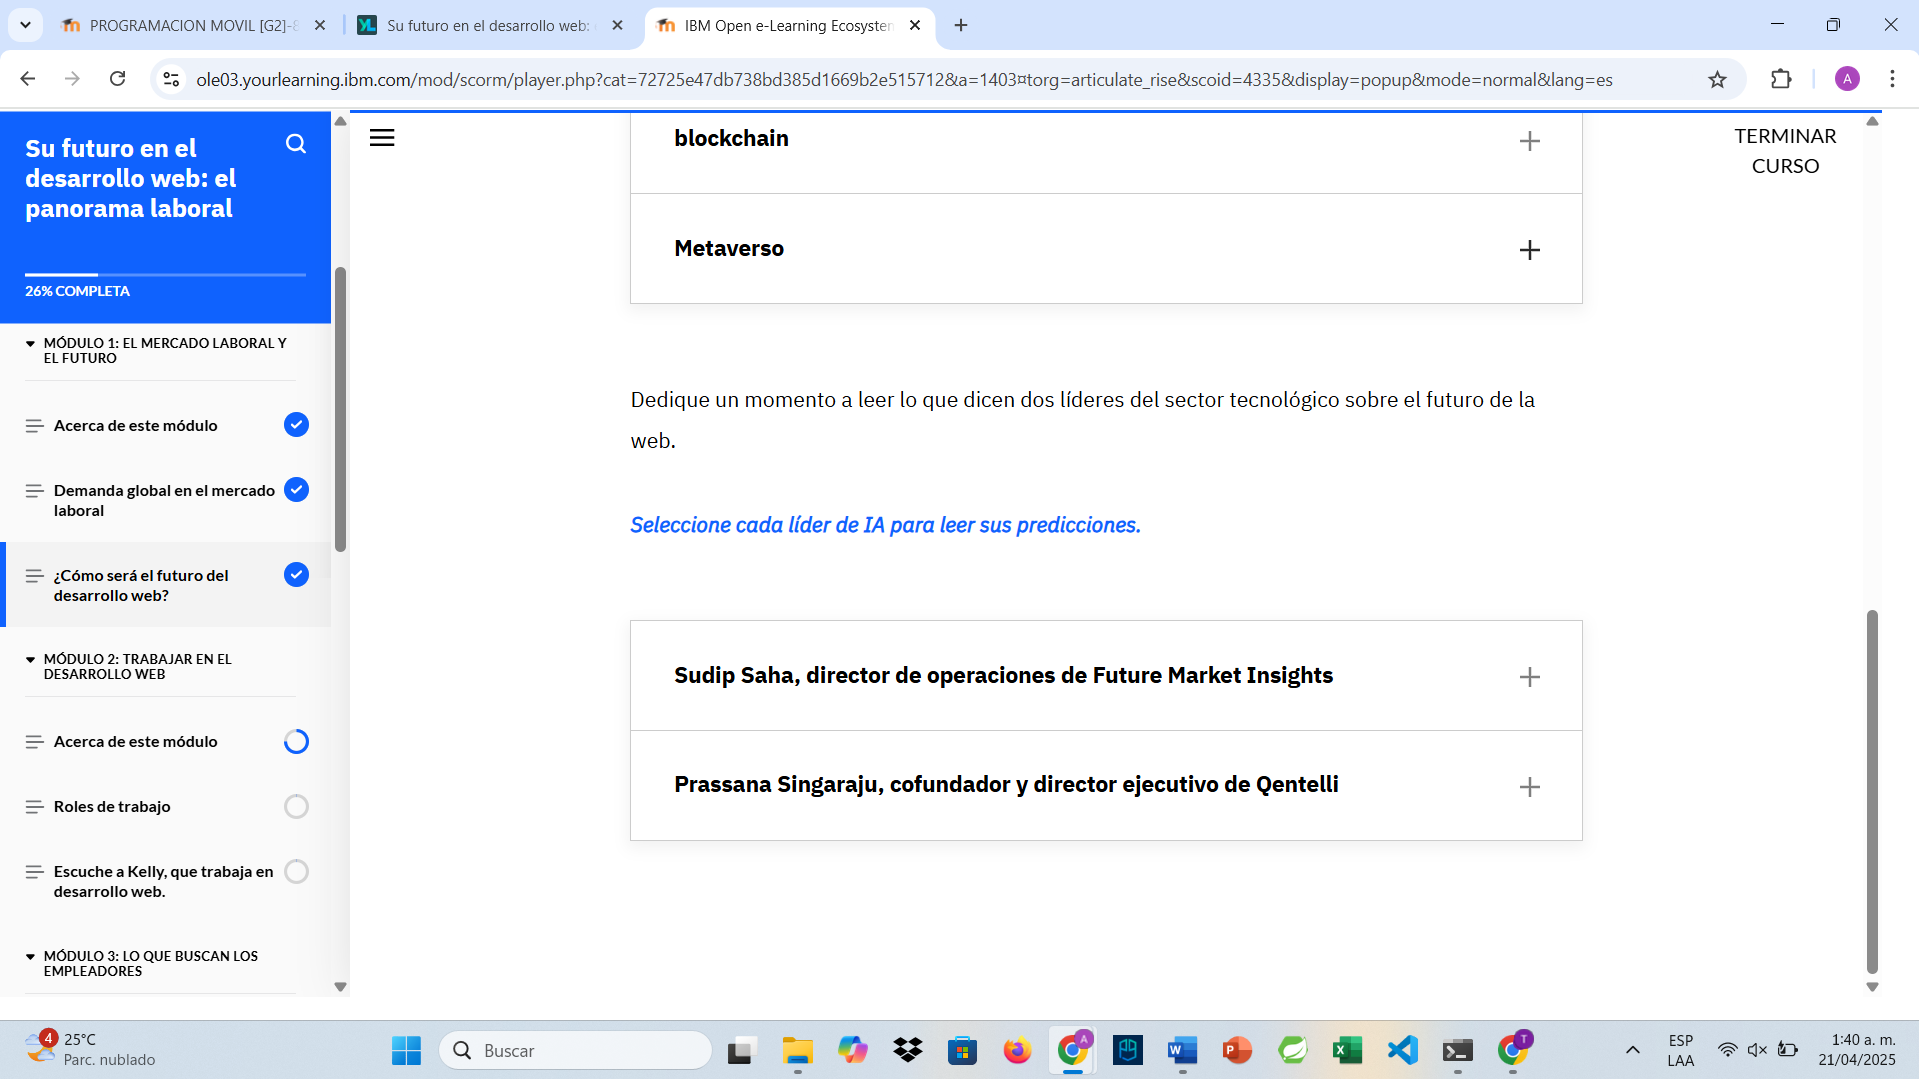 PROGRAMACION MOVIL [G2]-8
Su futuro en el desarrollo web:
IBM Open e-Learning Ecosystem
ole03.yourlearning.ibm.com/mod/scorm/player.php?cat=72725e47db738bd385d1669b2e515712&a=1403¤torg=articulate_rise&scoid=4335&display=popup&mode=normal&lang=es
A
Su futuro en el
desarrollo web: el
panorama laboral
26% COMPLETA
MÓDULO 1: EL MERCADO LABORAL Y
EL FUTURO
Acerca de este módulo
Demanda global en el mercado
laboral
¿Cómo será el futuro del
desarrollo web?
MÓDULO 2: TRABAJAR EN EL
DESARROLLO WEB
Acerca de este módulo
Roles de trabajo
Escuche a Kelly, que trabaja en
desarrollo web.
MÓDULO 3: LO QUE BUSCAN LOS
EMPLEADORES
blockchain
Metaverso
Dedique un momento a leer lo que dicen dos líderes del sector tecnológico sobre el futuro de la
web.
Seleccione cada líder de IA para leer sus predicciones.
Sudip Saha, director de operaciones de Future Market Insights
Prassana Singaraju, cofundador y director ejecutivo de Qentelli
TERMINAR
CURSO
4
25°C
Parc. nublado
Buscar
A
T
ESP
LAA
1:40 a. m.
21/04/2025